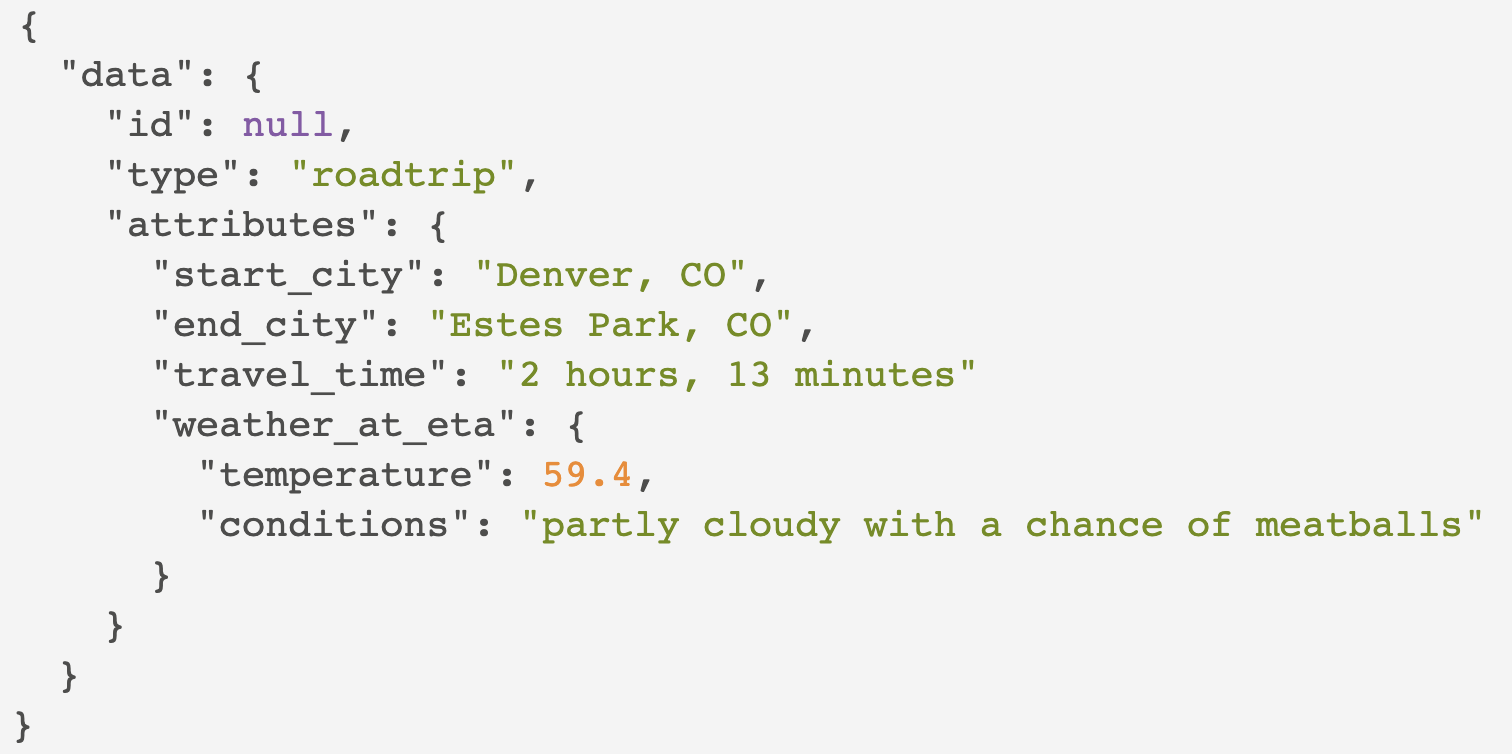 {
  "data": {
    "id": null,
    "type": "roadtrip",
    "attributes": {
      "start_city": "Denver, CO",
      "end_city": "Estes Park, CO",
      "travel_time": "2 hours, 13 minutes"
      "weather_at_eta": {
        "temperature": 59.4,
        "conditions": "partly cloudy with a chance of meatballs"
      }
    }
  }
}